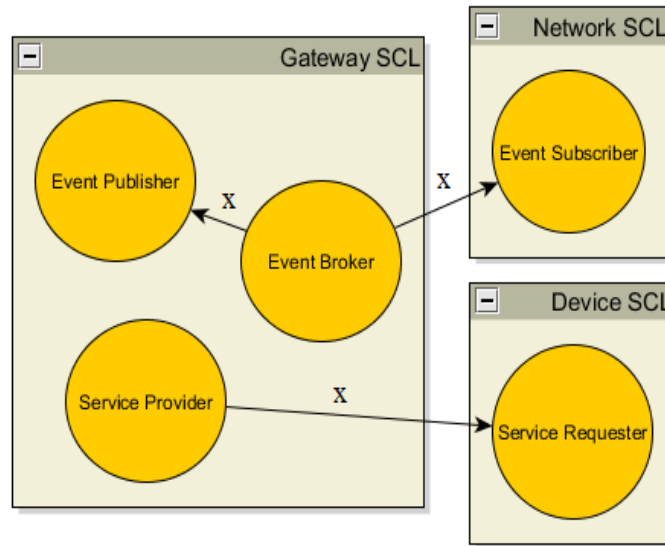 Gateway SCL
Network SCL
Event Publisher
x
x
Event Subscriber
Event Broker
Device SCL
Service Provider
x
Service Requester